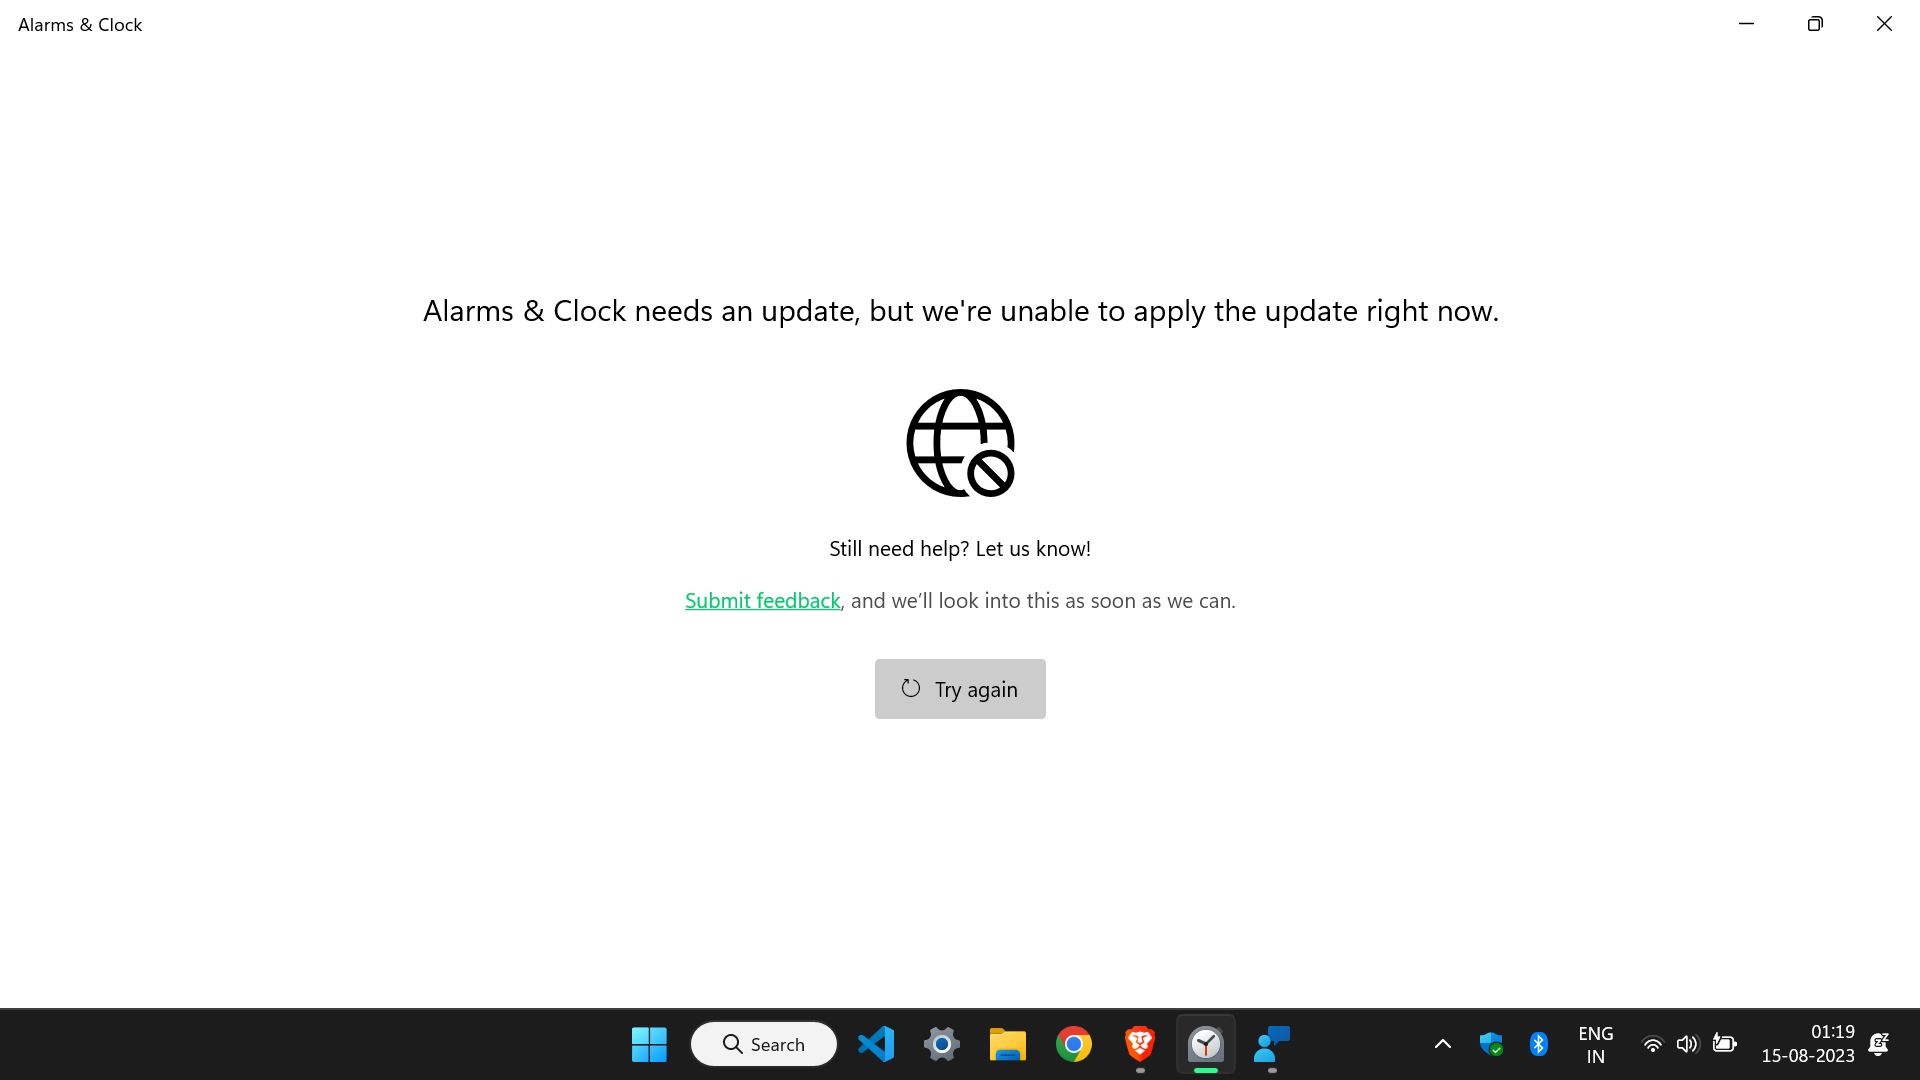 Alarms & Clock
Alarms & Clock needs an update, but we're unable to apply the update right now.
Still need help? Let us know!
Submit feedback, and we’ll look into this as soon as we can.
Try again
Search
ENG
IN
01:19
15-08-2023